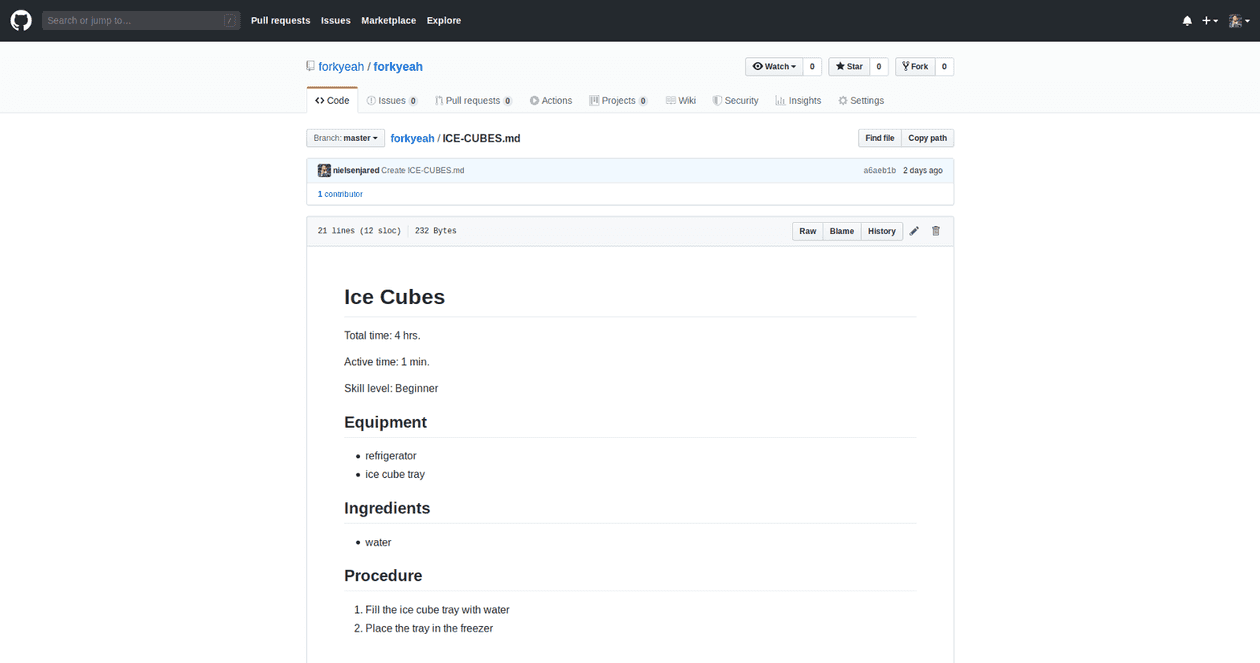 Search or jump to… /
Pull requests Issues Marketplace Explore
forkyeah / forkyeah
Watch 0 Star 0 Fork 0
Code Issues 0 Pull requests 0 Actions Projects 0 Wiki Security Insights Settings
Branch: master forkyeah / ICE-CUBES.md Find file Copy path
nielsenjared Create ICE-CUBES.md a6aeb1b 2 days ago
1 contributor
21 lines (12 sloc) 232 Bytes Raw Blame History
Ice Cubes
Total time: 4 hrs.
Active time: 1 min.
Skill level: Beginner
Equipment
• refrigerator
• ice cube tray
Ingredients
• water
Procedure
1. Fill the ice cube tray with water
2. Place the tray in the freezer